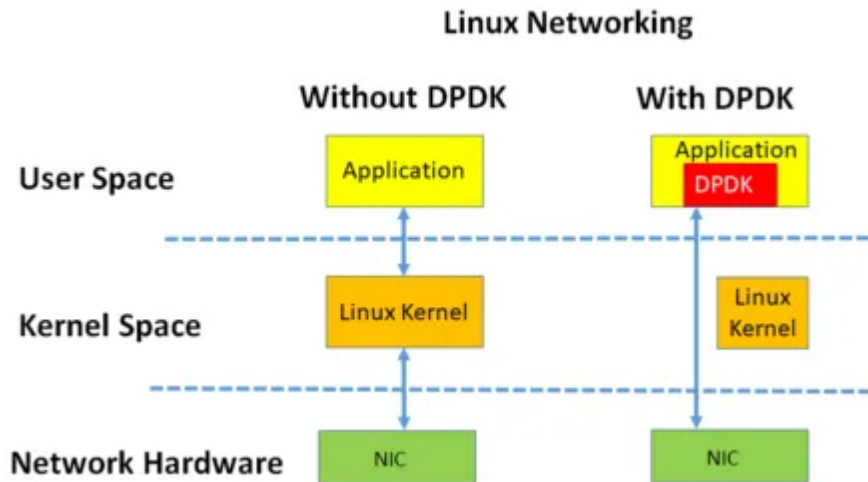 Linux Networking
Without DPDK
With DPDK
User Space
Application
Application
DPDK
Kernel Space
Linux Kernel
Linux
Kernel
Network Hardware
NIC
NIC